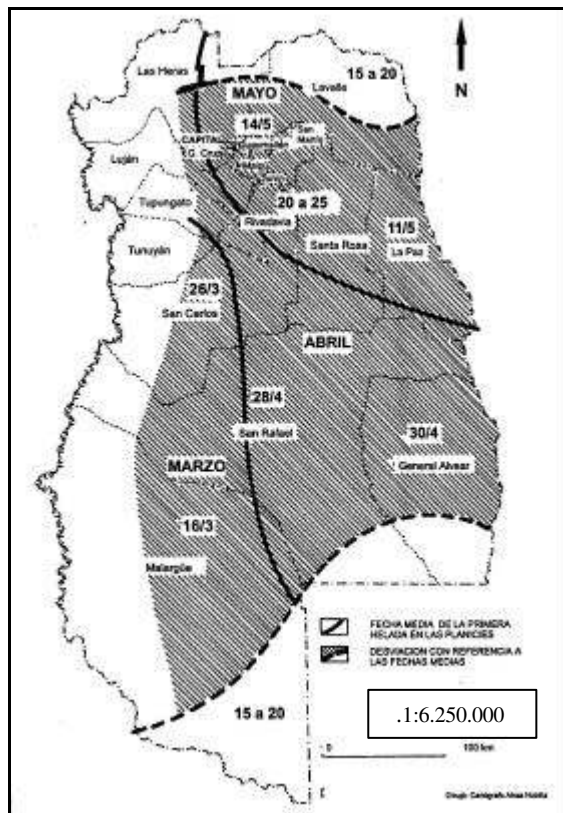 Las Heras
15 a 20
Lavalle
N
MAYO
14/5
San Martín
CAPITAL
G. Cruz
Luján
20 a 25
Tupungato
Rivadavia
11/5
Santa Rosa
La Paz
Tunuyán
26/3
San Carlos
ABRIL
28/4
San Rafael
30/4
General Alvear
MARZO
16/3
Malargüe
FECHA MEDIA DE LA PRIMERA
HELADA EN LAS PLANICIES
DESVIACION CON REFERENCIA A
LAS FECHAS MEDIAS
15 a 20
.1:6.250.000
0 100 km